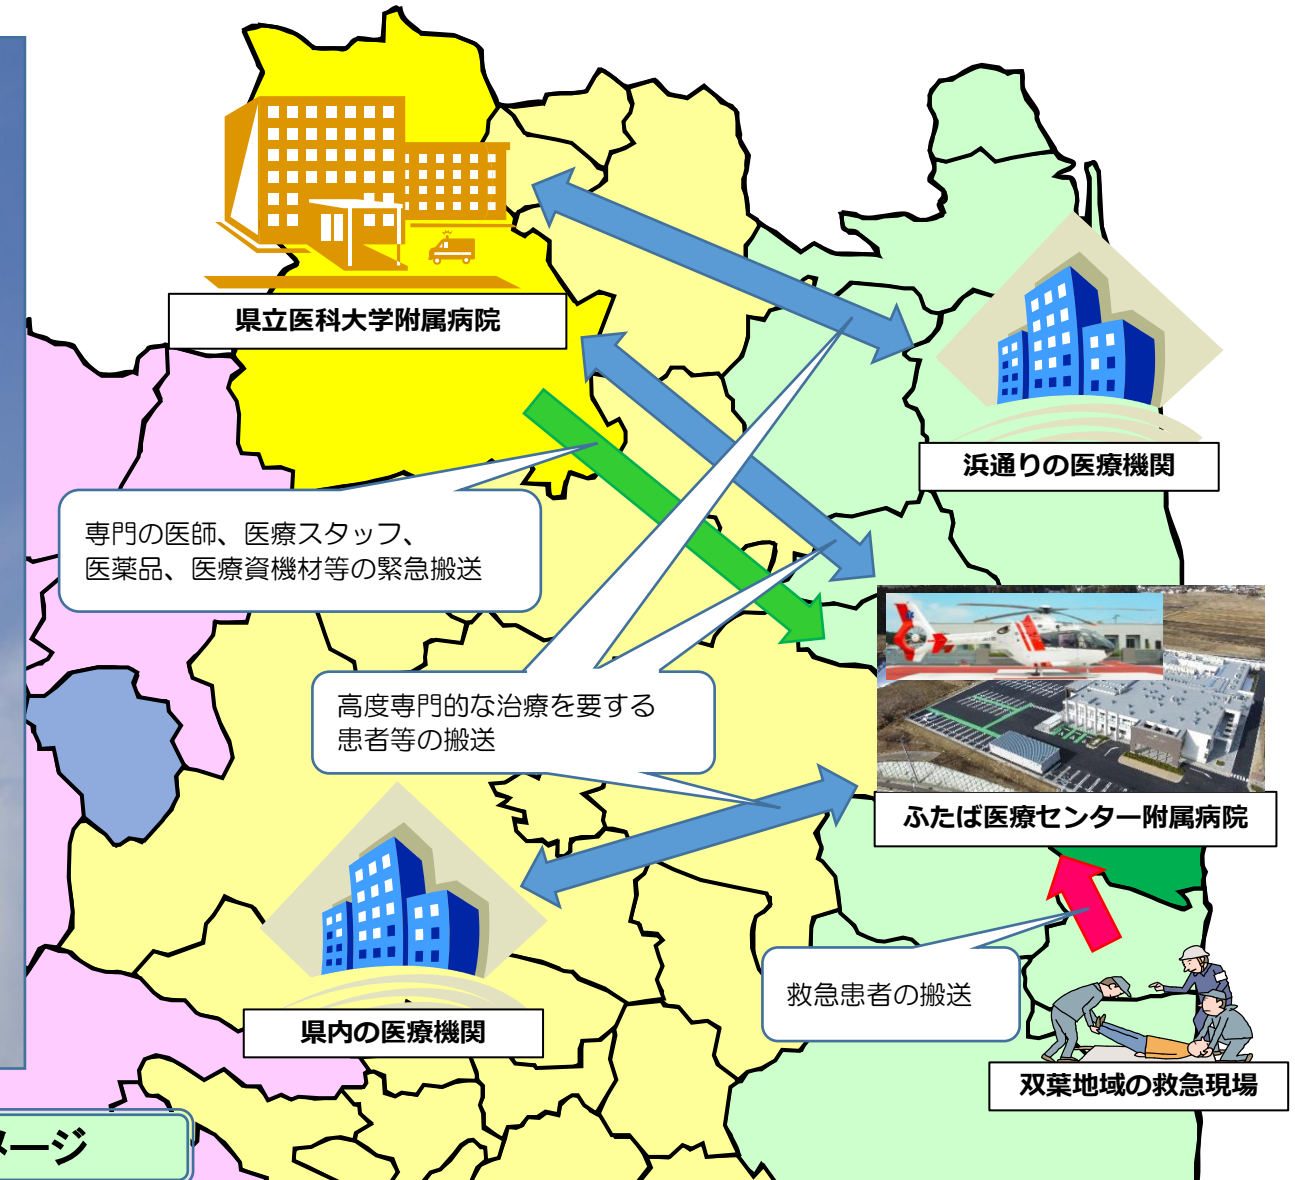 県立医科大学附属病院
浜通りの医療機関
専門の医師、医療スタッフ、
医薬品、医療資機材等の緊急搬送
高度専門的な治療を要する
患者等の搬送
ふたば医療センター附属病院
救急患者の搬送
県内の医療機関
双葉地域の救急現場
メージ